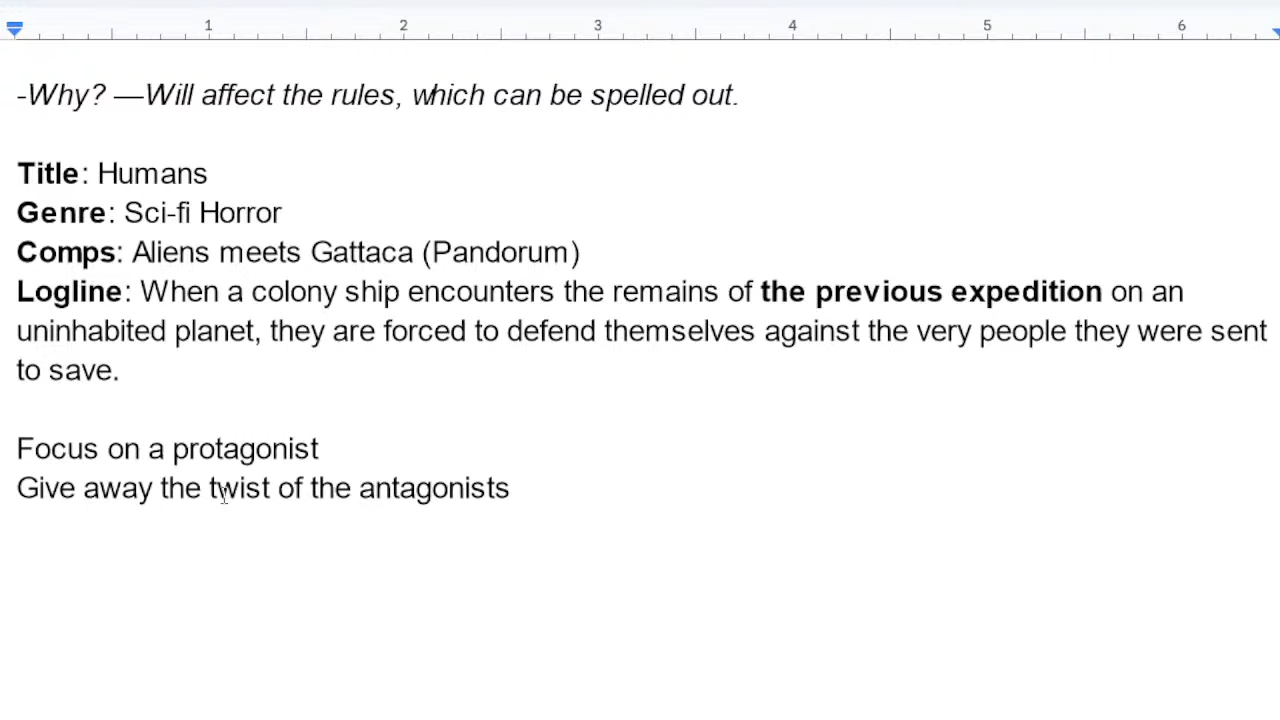 1 2 3 4 5 6
-Why? —Will affect the rules, which can be spelled out.
Title: Humans
Genre: Sci-fi Horror
Comps: Aliens meets Gattaca (Pandorum)
Logline: When a colony ship encounters the remains of the previous expedition on an
uninhabited planet, they are forced to defend themselves against the very people they were sent
to save.
Focus on a protagonist
Give away the twist of the antagonists